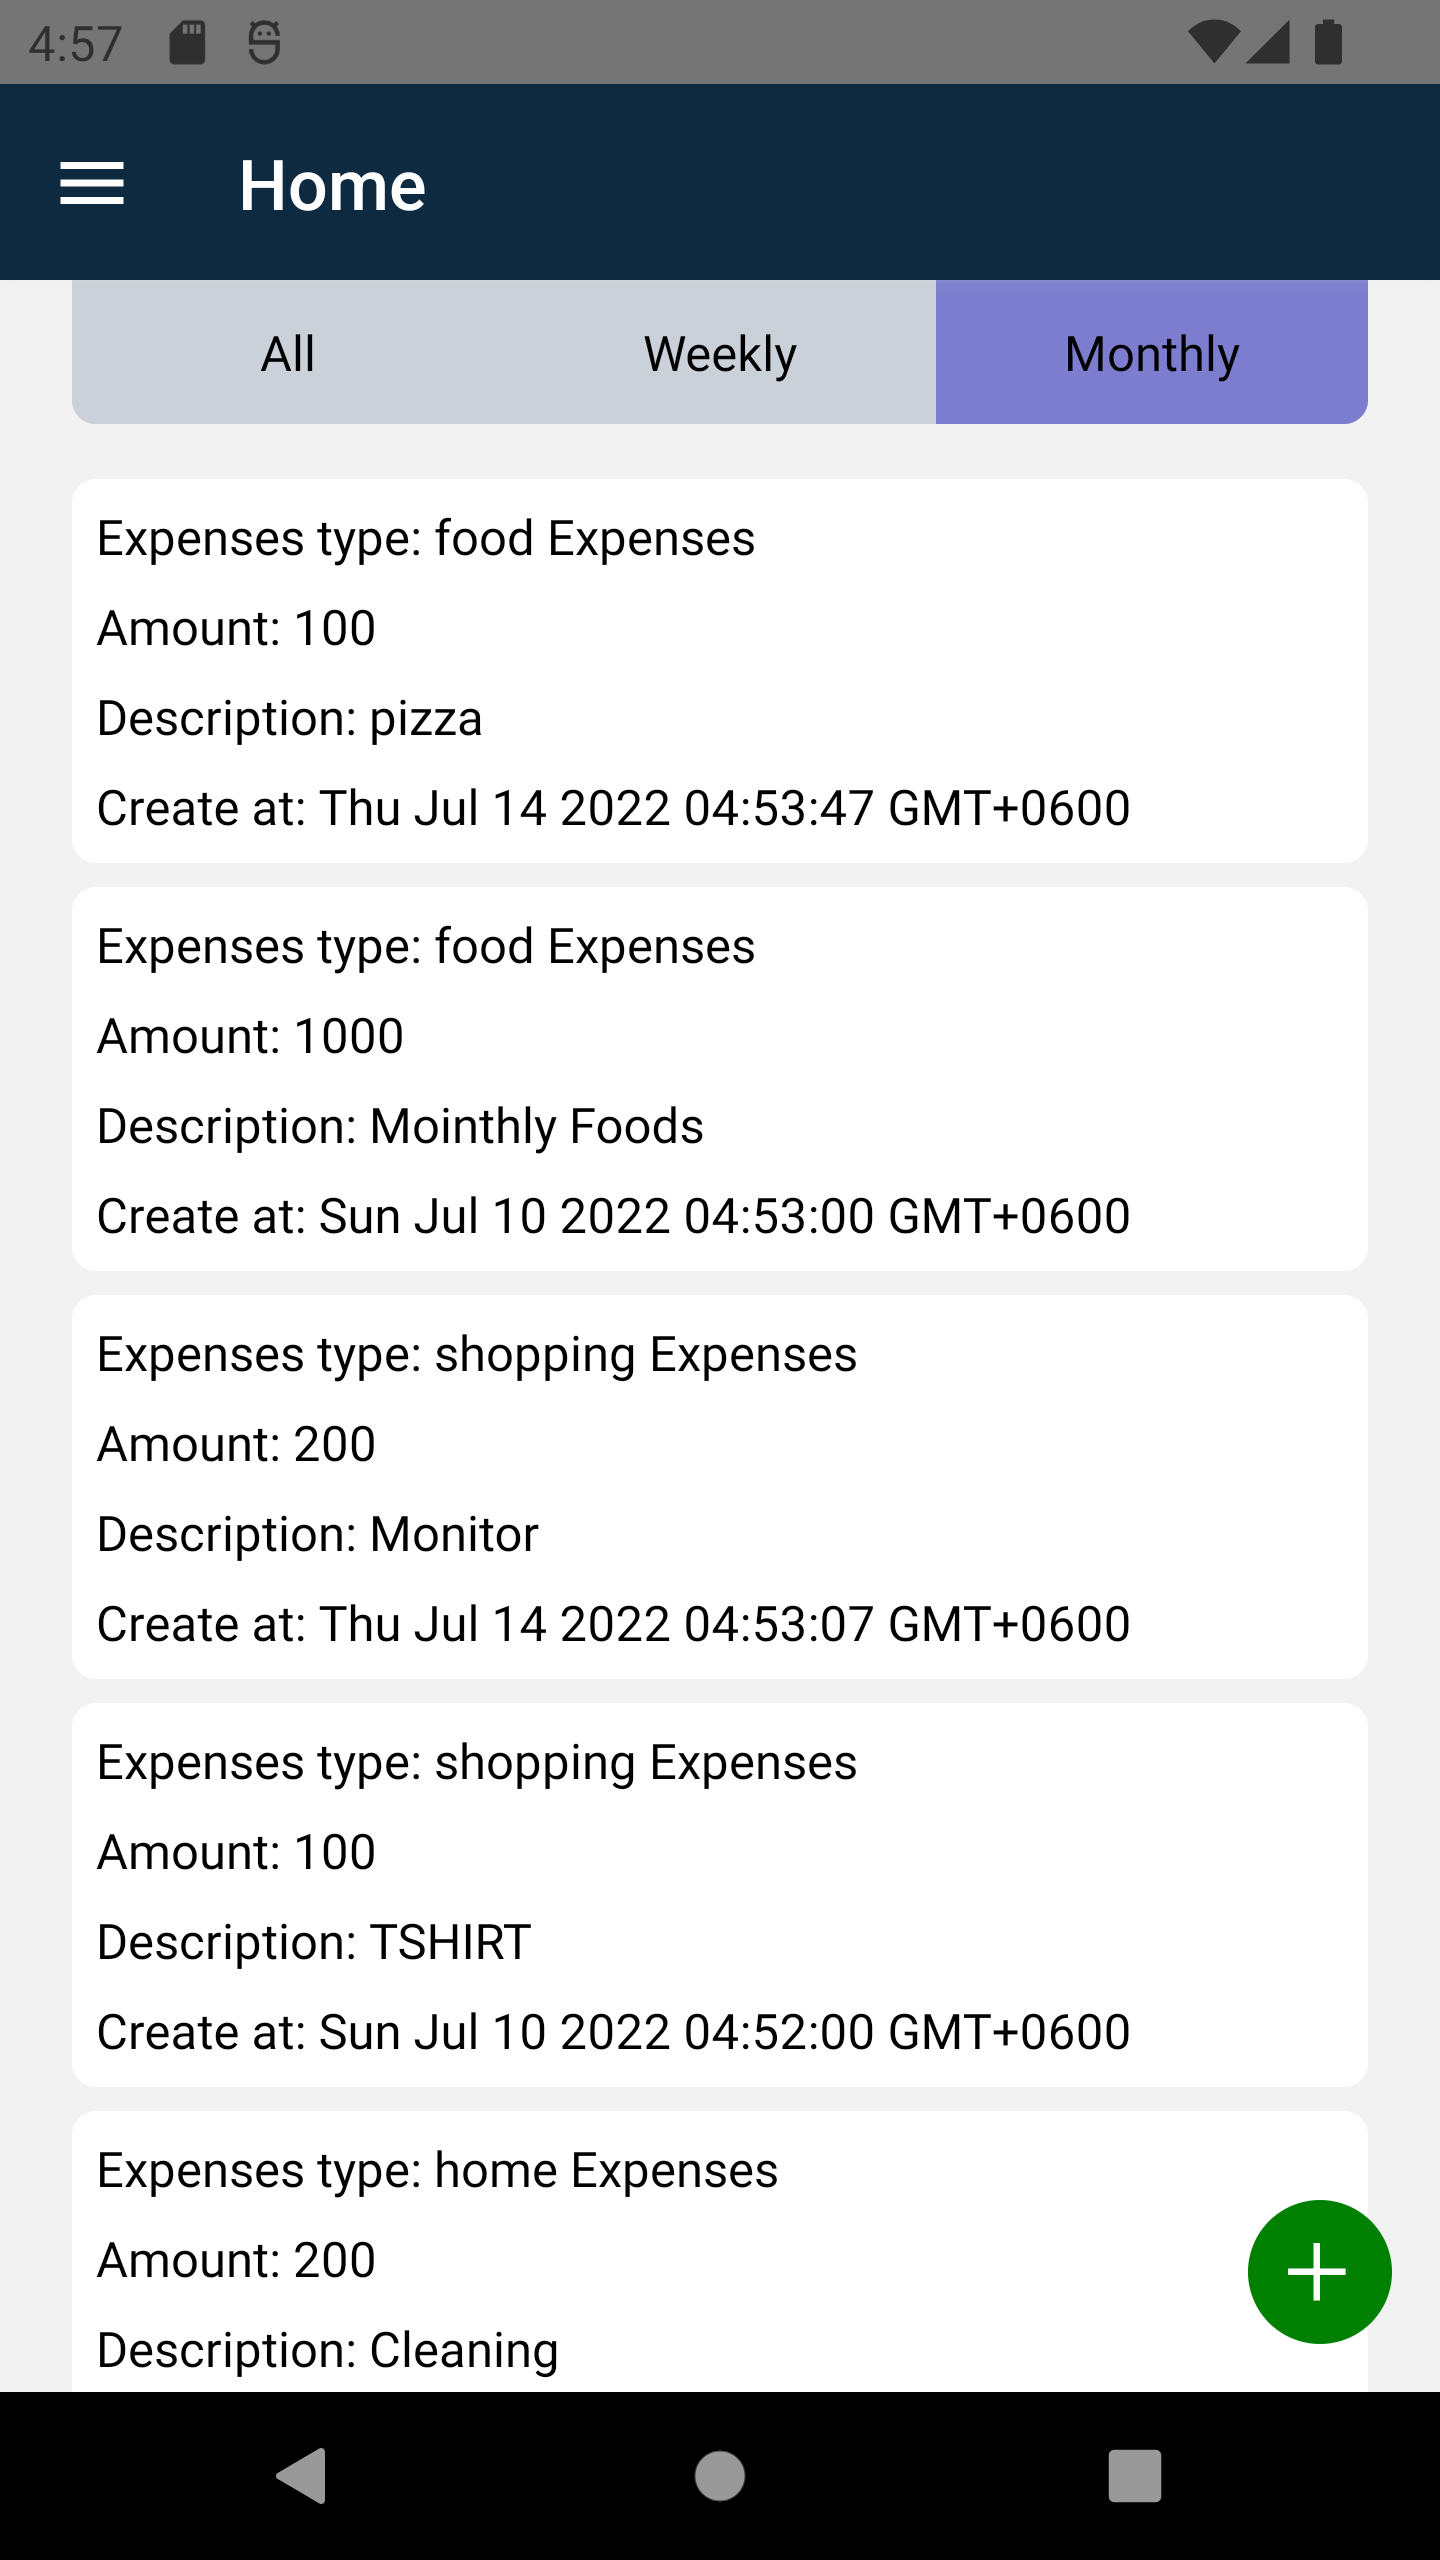 4:57
Home
All Weekly Monthly
Expenses type: food Expenses
Amount: 100
Description: pizza
Create at: Thu Jul 14 2022 04:53:47 GMT+0600
Expenses type: food Expenses
Amount: 1000
Description: Mointhly Foods
Create at: Sun Jul 10 2022 04:53:00 GMT+0600
Expenses type: shopping Expenses
Amount: 200
Description: Monitor
Create at: Thu Jul 14 2022 04:53:07 GMT+0600
Expenses type: shopping Expenses
Amount: 100
Description: TSHIRT
Create at: Sun Jul 10 2022 04:52:00 GMT+0600
Expenses type: home Expenses
Amount: 200
Description: Cleaning